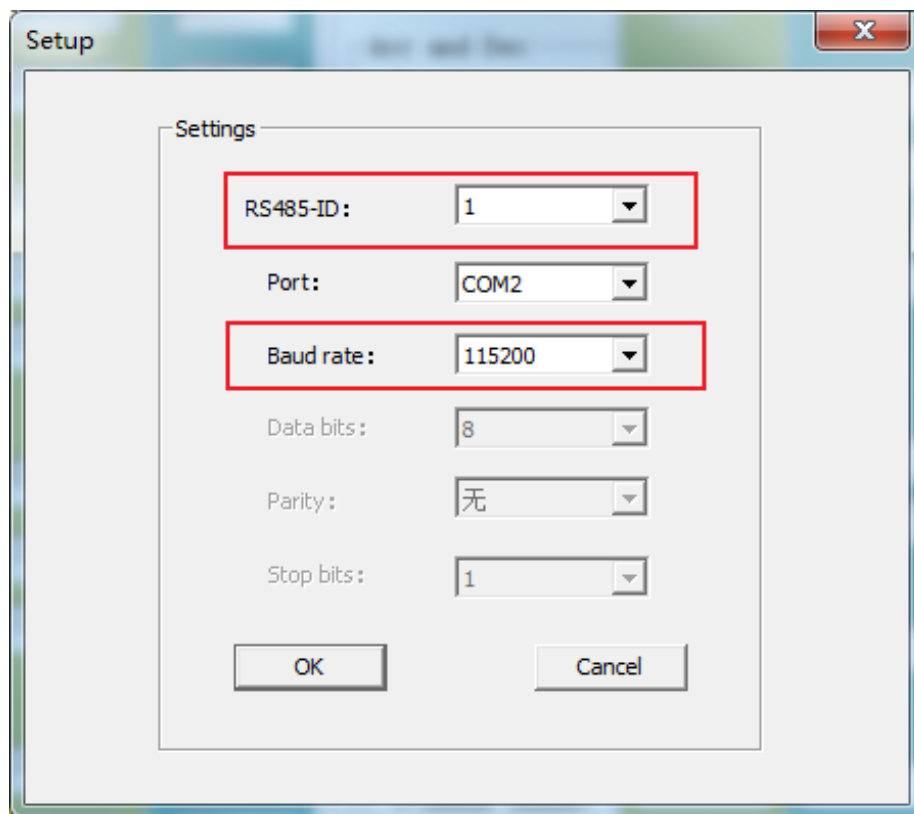 Setup
Settings
RS485-ID: 1
Port: COM2
Baud rate: 115200
Data bits: 8
Parity: 无
Stop bits: 1
OK Cancel